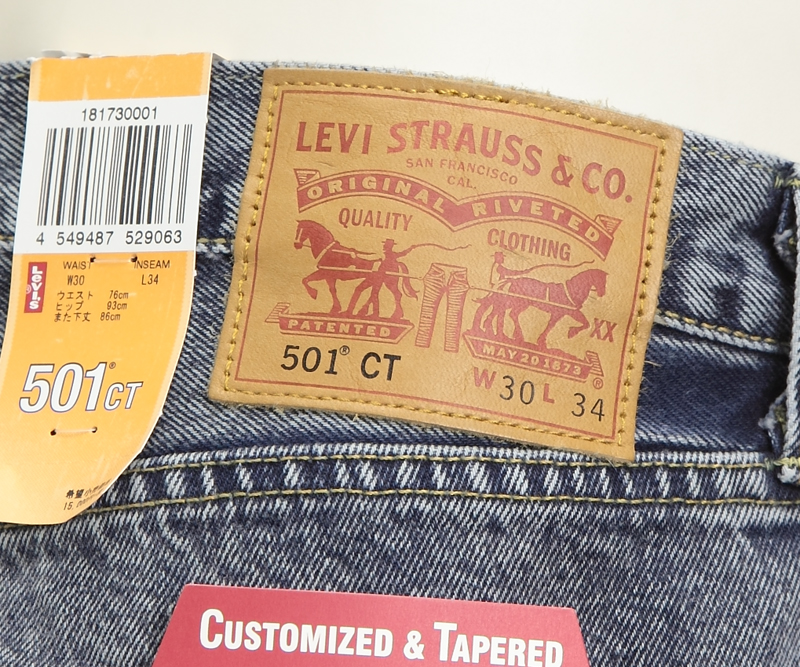 181730001
4 549487 529063
Levi's
WAIST INSEAM
W30 L34
ウエスト 76cm
ヒップ 93cm
また下丈 86cm
501® CT
LEVI STRAUSS & CO.
SAN FRANCISCO
CAL.
ORIGINAL RIVETED
QUALITY CLOTHING
XX
PATENTED
MAY 20 1873
®
501® CT
W 30 L 34
CUSTOMIZED & TAPERED